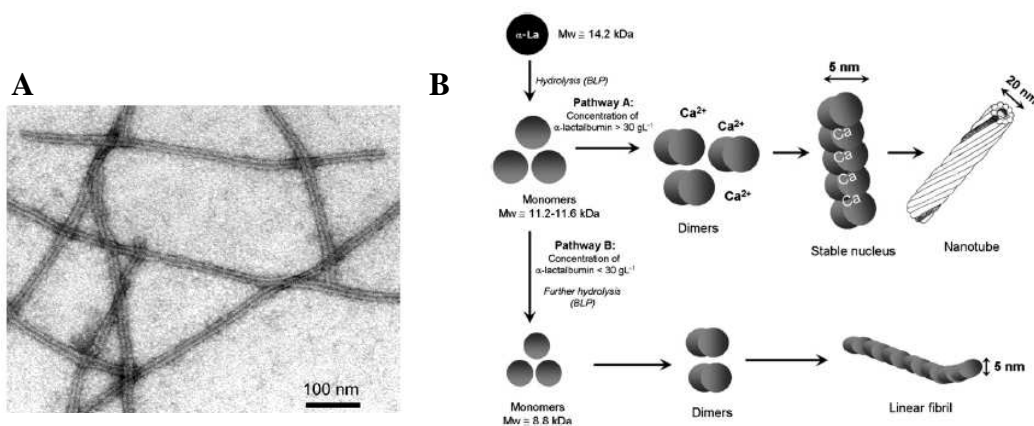 A
100 nm
B
α-La
Mw ≅ 14.2 kDa
Hydrolysis (BLP)
Pathway A:
Concentration of
α-lactalbumin > 30 gL⁻¹
Monomers
Mw ≅ 11.2-11.6 kDa
Ca²⁺
Ca²⁺
Ca²⁺
Dimers
5 nm
Ca
Ca
Ca
Ca
Stable nucleus
20 nm
Nanotube
Pathway B:
Concentration of
α-lactalbumin < 30 gL⁻¹
Further hydrolysis
(BLP)
Monomers
Mw ≅ 8.8 kDa
Dimers
5 nm
Linear fibril